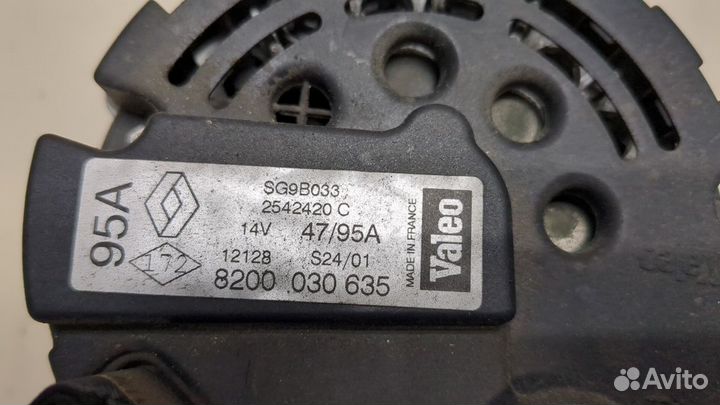 95A
SG9B033
2542420 C
14V 47/95A
172 12128 S24/01
8200 030 635
MADE IN FRANCE
Valeo
Avito